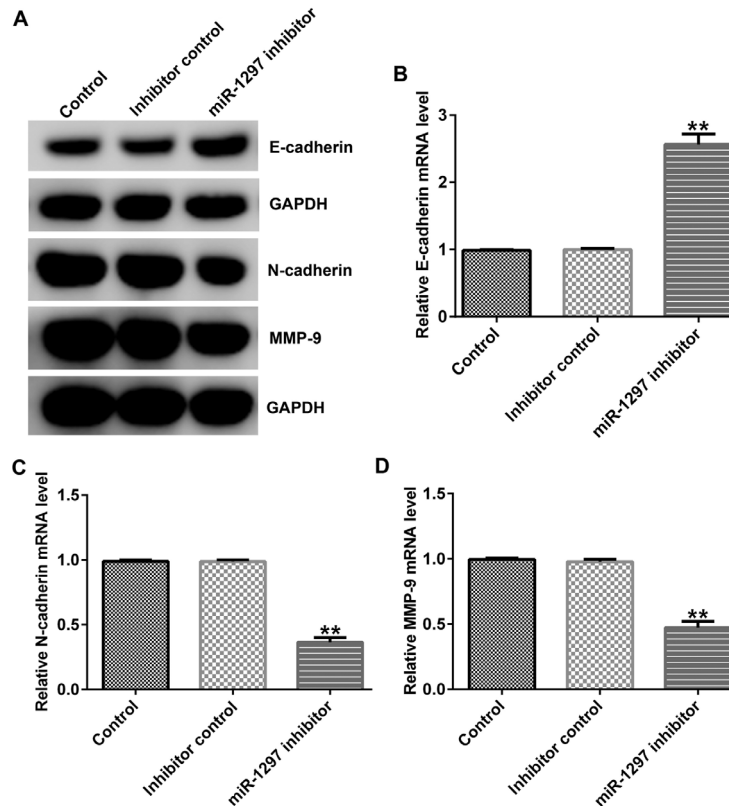 A
Control
Inhibitor control
miR-1297 inhibitor
E-cadherin
GAPDH
N-cadherin
MMP-9
GAPDH
B
Relative E-cadherin mRNA level
3
2
1
0
**
Control
Inhibitor control
miR-1297 inhibitor
C
Relative N-cadherin mRNA level
1.5
1.0
0.5
0.0
**
Control
Inhibitor control
miR-1297 inhibitor
D
Relative MMP-9 mRNA level
1.5
1.0
0.5
0.0
**
Control
Inhibitor control
miR-1297 inhibitor